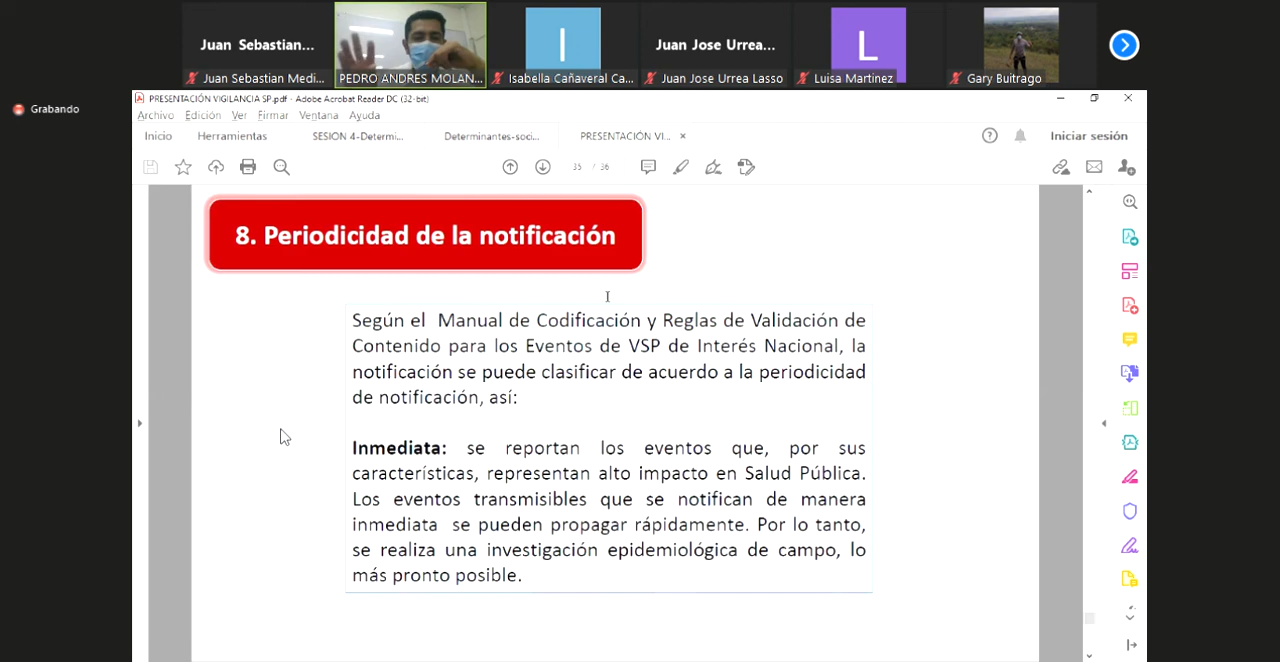 Juan Sebastian...
I
Juan Jose Urrea...
L
Juan Sebastian Medi...
PEDRO ANDRES MOLAN...
Isabella Cañaveral Ca...
Juan Jose Urrea Lasso
Luisa Martinez
Gary Buitrago
Grabando
PRESENTACIÓN VIGILANCIA SP.pdf - Adobe Acrobat Reader DC (32-bit)
Archivo Edición Ver Firmar Ventana Ayuda
Inicio Herramientas SESION 4-Determi... Determinantes-soci... PRESENTACIÓN VI... × Iniciar sesión
35 / 36
8. Periodicidad de la notificación
Según el Manual de Codificación y Reglas de Validación de
Contenido para los Eventos de VSP de Interés Nacional, la
notificación se puede clasificar de acuerdo a la periodicidad
de notificación, así:
Inmediata: se reportan los eventos que, por sus
características, representan alto impacto en Salud Pública.
Los eventos transmisibles que se notifican de manera
inmediata se pueden propagar rápidamente. Por lo tanto,
se realiza una investigación epidemiológica de campo, lo
más pronto posible.